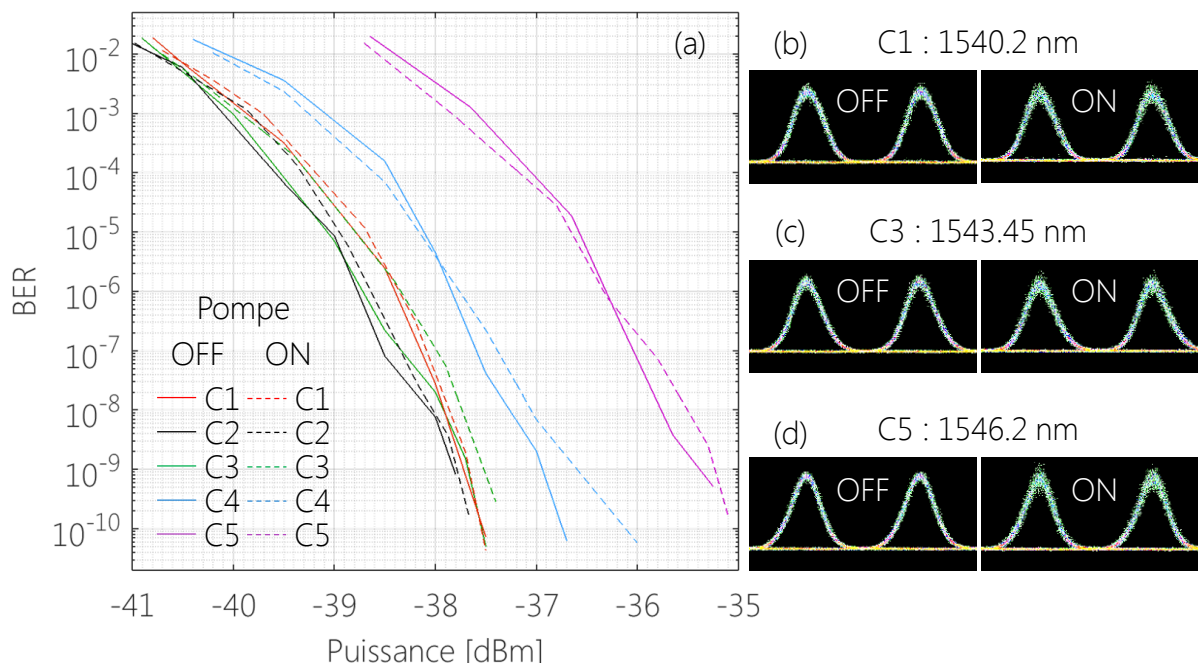 (a)
BER
10⁻²
10⁻³
10⁻⁴
10⁻⁵
10⁻⁶
10⁻⁷
10⁻⁸
10⁻⁹
10⁻¹⁰
Pompe
OFF ON
C1 C1
C2 C2
C3 C3
C4 C4
C5 C5
-41 -40 -39 -38 -37 -36 -35
Puissance [dBm]
(b) C1 : 1540.2 nm
OFF ON
(c) C3 : 1543.45 nm
OFF ON
(d) C5 : 1546.2 nm
OFF ON